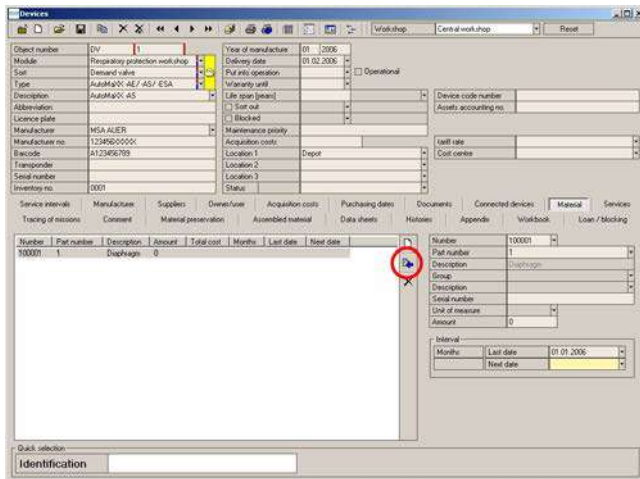 Devices
Workshop Central workshop Reset
Object number DV 1 Year of manufacture 01 2006
Module Respiratory protection workshop Delivery date 01.02.2006
Sort Demand valve Put into operation Operational
Type AutoMaXX-AE/-AS/-ESA Warranty until
Description AutoMaXX-AS Life span [years] Device code number
Abbreviation Sort out Assets accounting no.
Licence plate Blocked
Manufacturer MSA AUER Maintenance priority
Manufacturer no. Acquisition costs tariff rate
Barcode A123456789 Location 1 Depot Cost centre
Transponder Location 2
Serial number Location 3
Inventory no. 0001 Status
Service intervals Manufacturer Suppliers Owner/user Acquisition costs Purchasing dates Documents Connected devices Material Services
Tracing of missions Comment Material preservation Assembled material Data sheets Histories Appendix Workbook Loan / blocking
Number Part number Description Amount Total cost Months Last date Next date
100001 1 Diaphragm 0
Number 100001
Part number 1
Description Diaphragm
Group
Description
Serial number
Unit of measure
Amount 0
Interval
Months Last date 01.01.2006
Next date
Quick selection
Identification